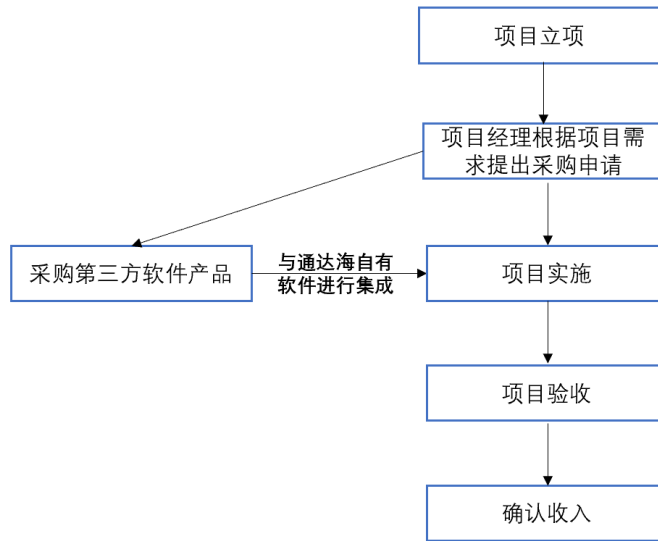 项目立项
项目经理根据项目需
求提出采购申请
采购第三方软件产品
与通达海自有
软件进行集成
项目实施
项目验收
确认收入